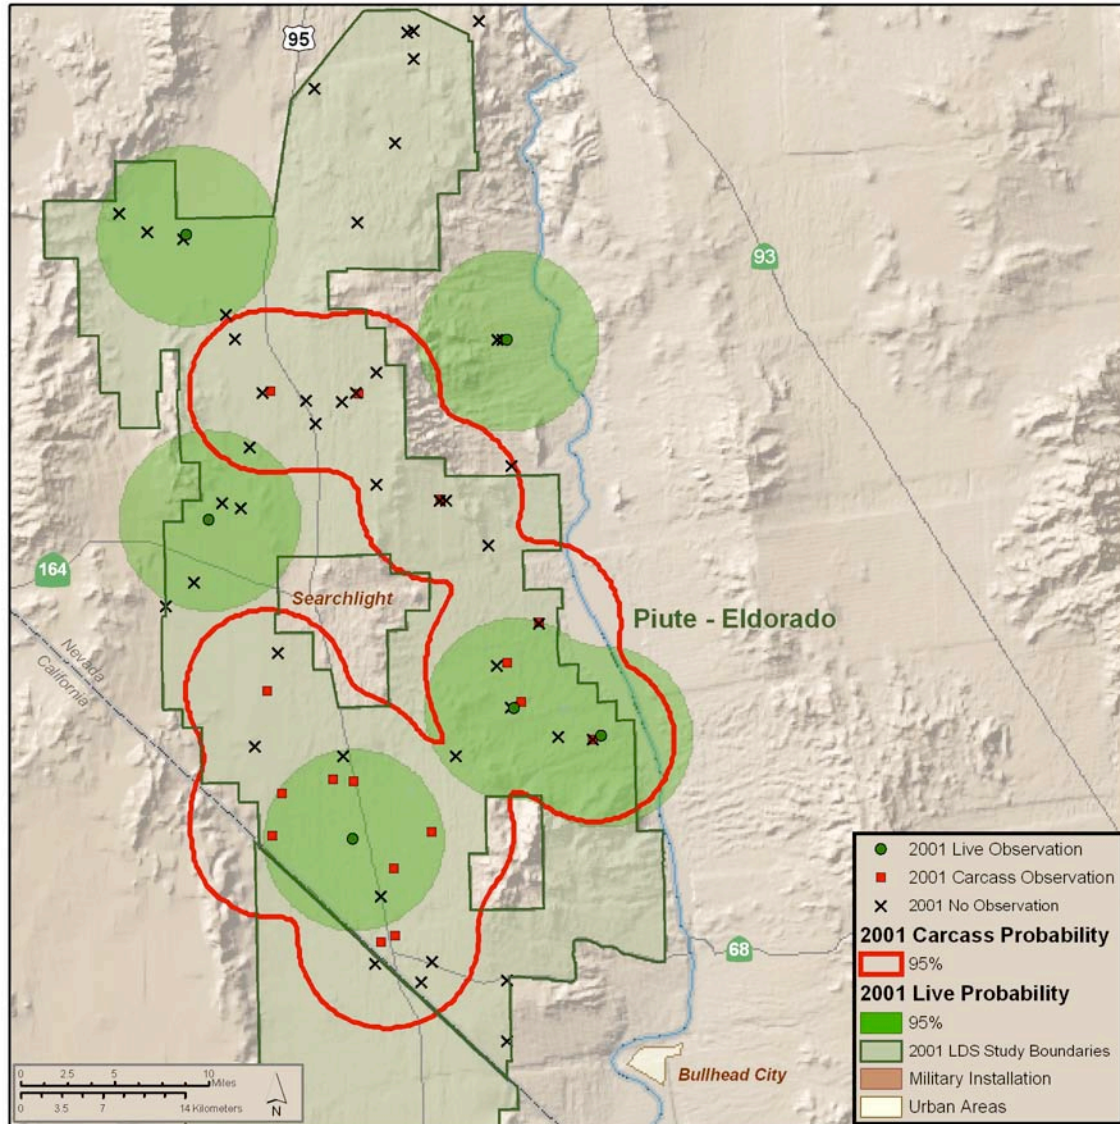 95
93
164
Searchlight
Piute - Eldorado
Nevada
California
68
Bullhead City
2001 Live Observation
2001 Carcass Observation
2001 No Observation
2001 Carcass Probability
95%
2001 Live Probability
95%
2001 LDS Study Boundaries
Military Installation
Urban Areas
0 2.5 5 10
Miles
0 3.5 7 14 Kilometers
N